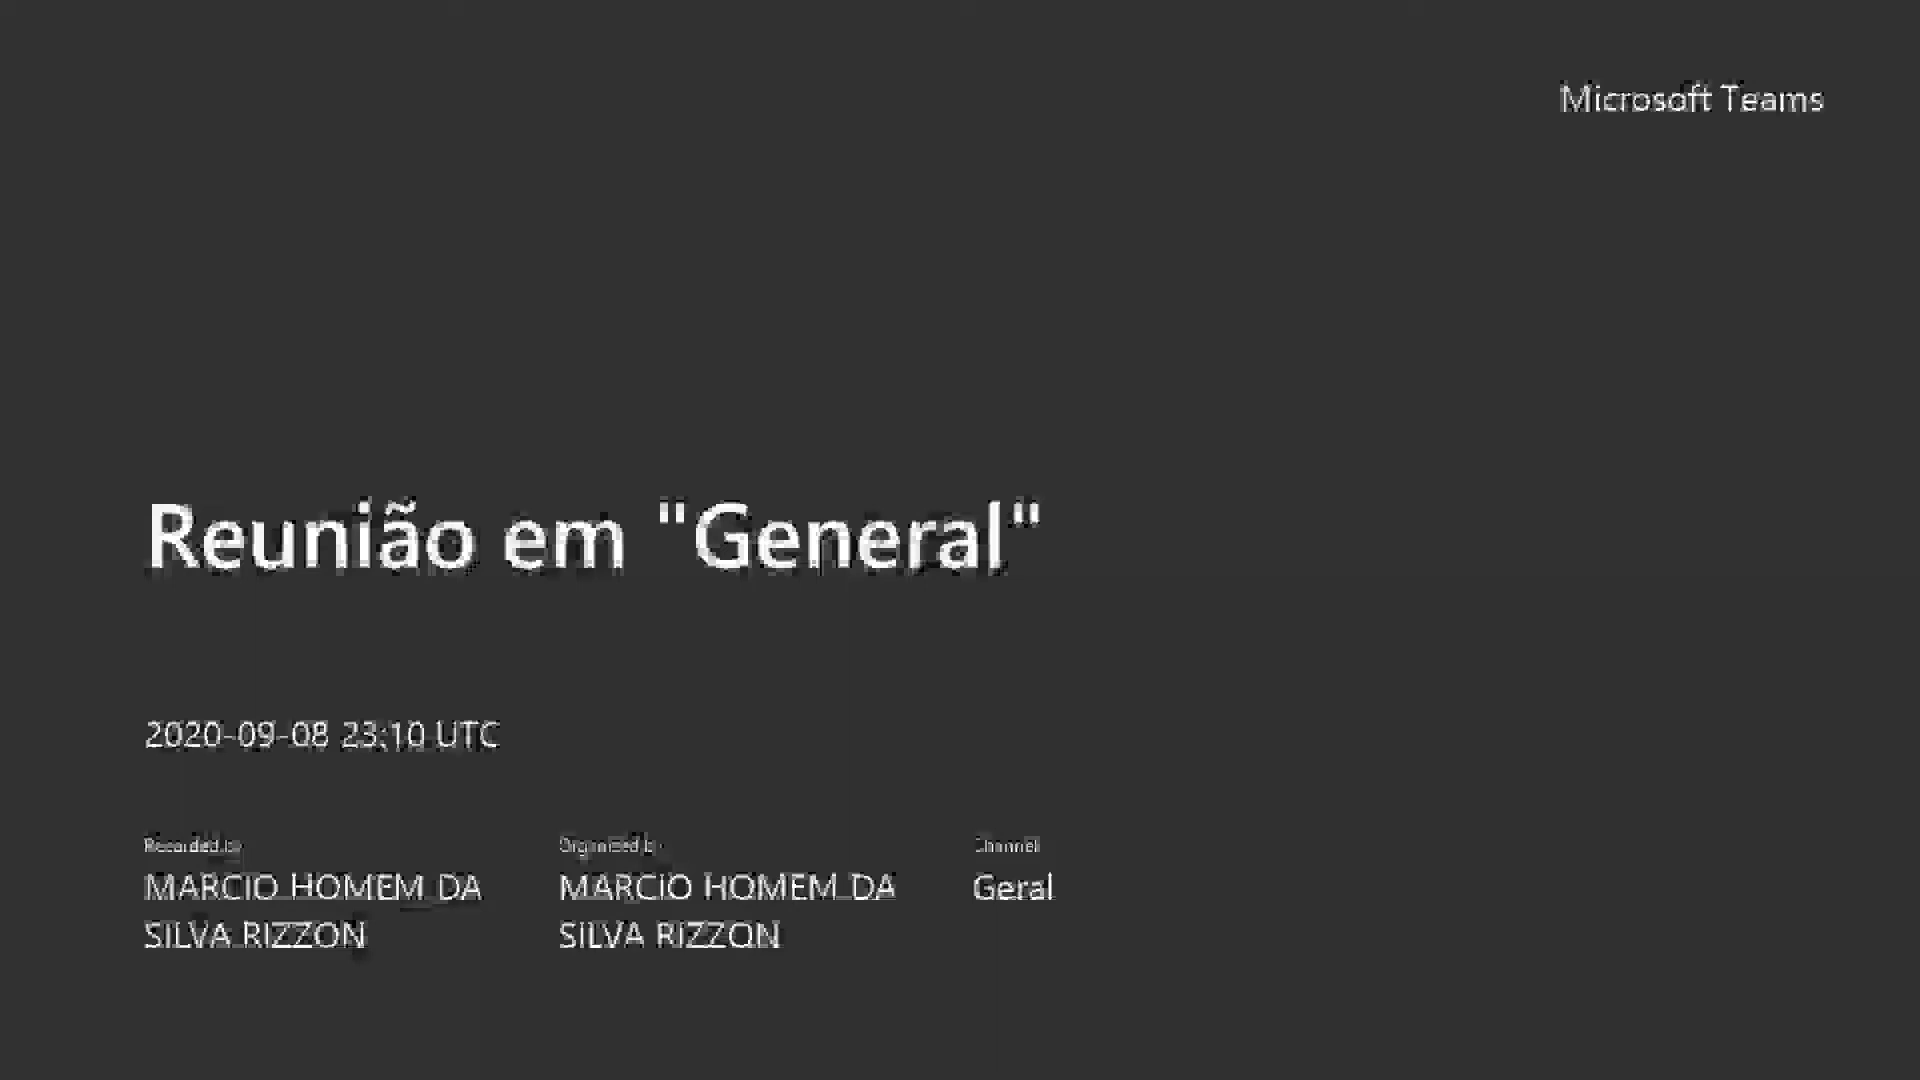 Microsoft Teams
Reunião em "General"
2020-09-08 23:10 UTC
Recorded by
Organized by
Channel
MARCIO HOMEM DA
MARCIO HOMEM DA
Geral
SILVA RIZZON
SILVA RIZZON